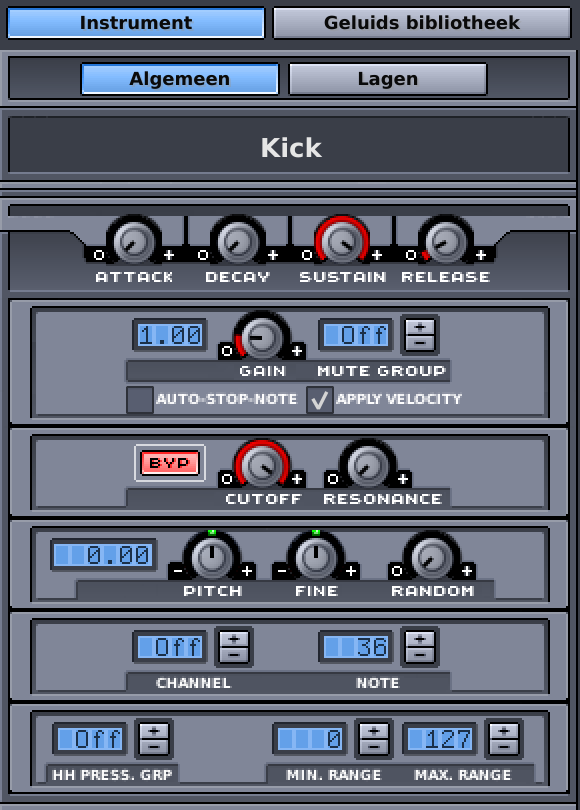 Instrument Geluids bibliotheek
Algemeen Lagen
Kick
ATTACK DECAY SUSTAIN RELEASE
1.00 Off
GAIN MUTE GROUP
AUTO-STOP-NOTE APPLY VELOCITY
BYP
CUTOFF RESONANCE
0.00
PITCH FINE RANDOM
Off 36
CHANNEL NOTE
Off 0 127
HH PRESS. GRP MIN. RANGE MAX. RANGE